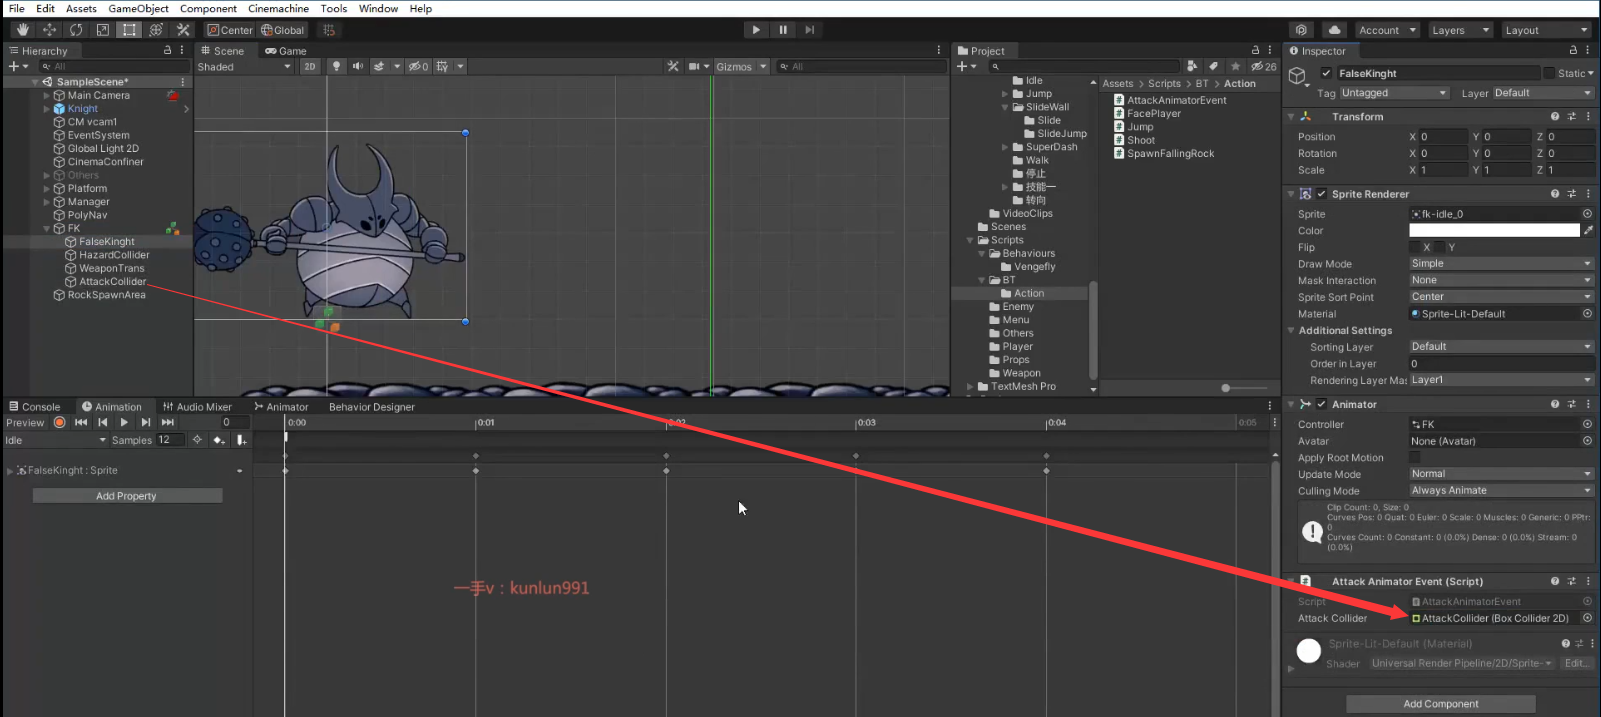 File Edit Assets GameObject Component Cinemachine Tools Window Help
Center Global
Account Layers Layout
Hierarchy
All
SampleScene*
Main Camera
Knight
CM vcam1
EventSystem
Global Light 2D
CinemaConfiner
Others
Platform
Manager
PolyNav
FK
FalseKinght
HazardCollider
WeaponTrans
AttackCollider
RockSpawnArea
Scene Game
Shaded 2D 0 Gizmos All
Project
26
Idle
Jump
SlideWall
Slide
SlideJump
SuperDash
Walk
停止
技能一
转向
VideoClips
Scenes
Scripts
Behaviours
Vengefly
BT
Action
Enemy
Menu
Others
Player
Props
Weapon
TextMesh Pro
Assets Scripts BT Action
AttackAnimatorEvent
FacePlayer
Jump
Shoot
SpawnFallingRock
Inspector
FalseKinght Static
Tag Untagged Layer Default
Transform
Position X 0 Y 0 Z 0
Rotation X 0 Y 0 Z 0
Scale X 1 Y 1 Z 1
Sprite Renderer
Sprite fk-idle_0
Color
Flip X Y
Draw Mode Simple
Mask Interaction None
Sprite Sort Point Center
Material Sprite-Lit-Default
Additional Settings
Sorting Layer Default
Order in Layer 0
Rendering Layer Mas Layer1
Animator
Controller FK
Avatar None (Avatar)
Apply Root Motion
Update Mode Normal
Culling Mode Always Animate
Clip Count: 0, Size: 0
Curves Pos: 0 Quat: 0 Euler: 0 Scale: 0 Muscles: 0 Generic: 0 PPtr:
0
Curves Count: 0 Constant: 0 (0.0%) Dense: 0 (0.0%) Stream: 0
(0.0%)
Attack Animator Event (Script)
Script AttackAnimatorEvent
Attack Collider AttackCollider (Box Collider 2D)
Sprite-Lit-Default (Material)
Shader Universal Render Pipeline/2D/Sprite- Edit...
Add Component
Console Animation Audio Mixer Animator Behavior Designer
Preview 0 0:00 0:01 0:02 0:03 0:04 0:05
Idle Samples 12
FalseKinght : Sprite
Add Property
一手v：kunlun991